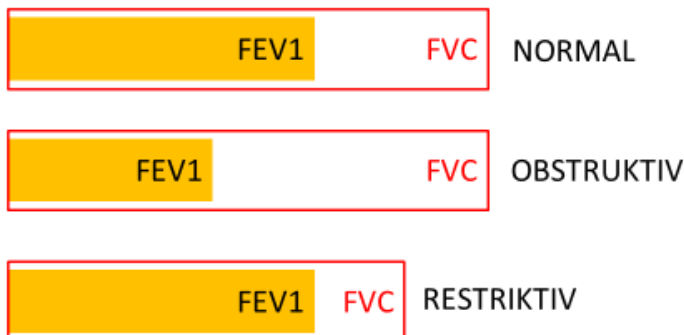 FEV1 FVC NORMAL
FEV1 FVC OBSTRUKTIV
FEV1 FVC RESTRIKTIV